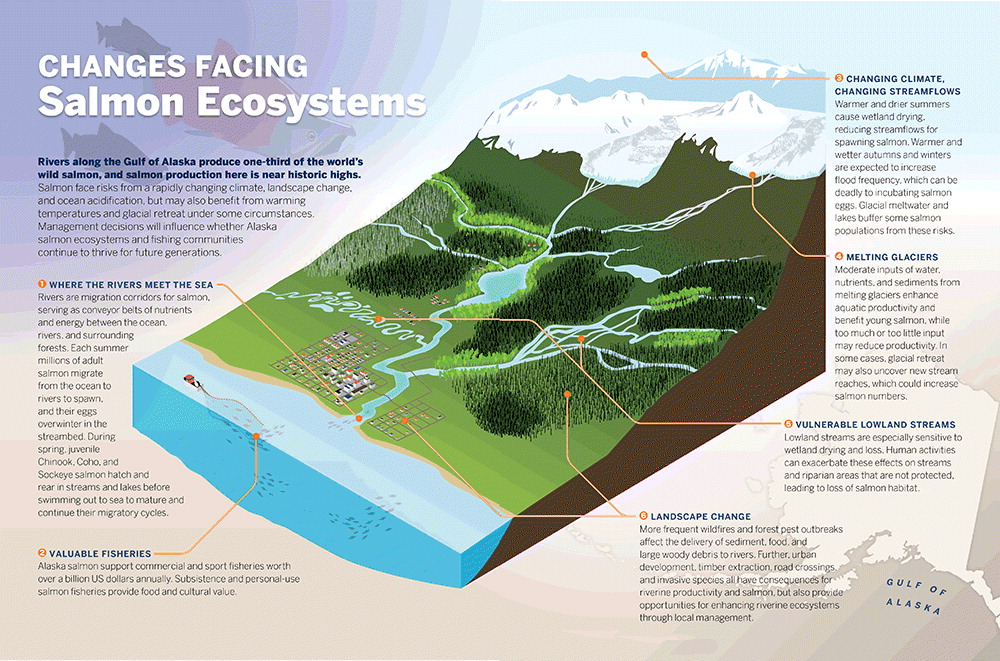 CHANGES FACING
Salmon Ecosystems
Rivers along the Gulf of Alaska produce one-third of the world's
wild salmon, and salmon production here is near historic highs.
Salmon face risks from a rapidly changing climate, landscape change,
and ocean acidification, but may also benefit from warming
temperatures and glacial retreat under some circumstances.
Management decisions will influence whether Alaska
salmon ecosystems and fishing communities
continue to thrive for future generations.
1 WHERE THE RIVERS MEET THE SEA
Rivers are migration corridors for salmon,
serving as conveyor belts of nutrients
and energy between the ocean,
rivers, and surrounding
forests. Each summer
millions of adult
salmon migrate
from the ocean to
rivers to spawn,
and their eggs
overwinter in the
streambed. During
spring, juvenile
Chinook, Coho, and
Sockeye salmon hatch and
rear in streams and lakes before
swimming out to sea to mature and
continue their migratory cycles.
2 VALUABLE FISHERIES
Alaska salmon support commercial and sport fisheries worth
over a billion US dollars annually. Subsistence and personal-use
salmon fisheries provide food and cultural value.
3 CHANGING CLIMATE,
CHANGING STREAMFLOWS
Warmer and drier summers
cause wetland drying,
reducing streamflows for
spawning salmon. Warmer and
wetter autumns and winters
are expected to increase
flood frequency, which can be
deadly to incubating salmon
eggs. Glacial meltwater and
lakes buffer some salmon
populations from these risks.
4 MELTING GLACIERS
Moderate inputs of water,
nutrients, and sediments from
melting glaciers enhance
aquatic productivity and
benefit young salmon, while
too much or too little input
may reduce productivity. In
some cases, glacial retreat
may also uncover new stream
reaches, which could increase
salmon numbers.
5 VULNERABLE LOWLAND STREAMS
Lowland streams are especially sensitive to
wetland drying and loss. Human activities
can exacerbate these effects on streams
and riparian areas that are not protected,
leading to loss of salmon habitat.
6 LANDSCAPE CHANGE
More frequent wildfires and forest pest outbreaks
affect the delivery of sediment, food, and
large woody debris to rivers. Further, urban
development, timber extraction, road crossings,
and invasive species all have consequences for
riverine productivity and salmon, but also provide
opportunities for enhancing riverine ecosystems
through local management.
GULF OF
ALASKA